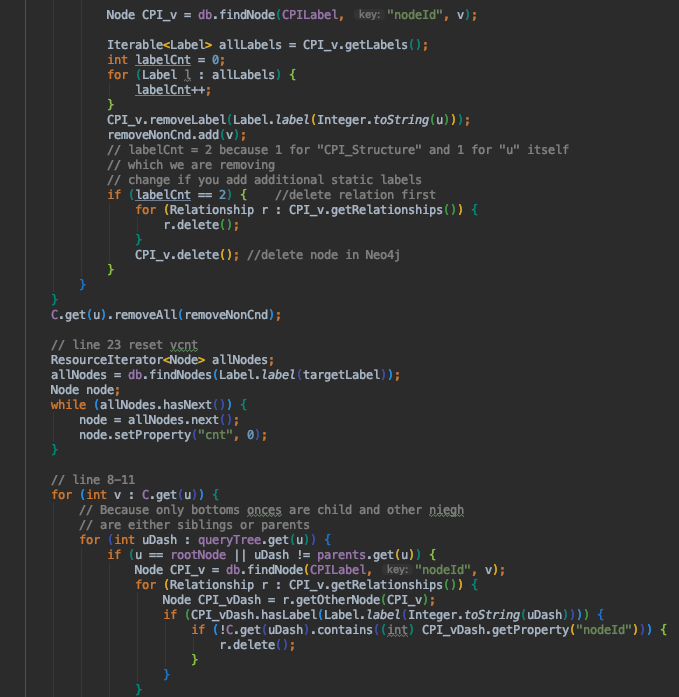 Node CPI_v = db.findNode(CPILabel, key: "nodeId", v);
Iterable<Label> allLabels = CPI_v.getLabels();
int labelCnt = 0;
for (Label l : allLabels) {
labelCnt++;
}
CPI_v.removeLabel(Label.label(Integer.toString(u)));
removeNonCnd.add(v);
// labelCnt = 2 because 1 for "CPI_Structure" and 1 for "u" itself
// which we are removing
// change if you add additional static labels
if (labelCnt == 2) { //delete relation first
for (Relationship r : CPI_v.getRelationships()) {
r.delete();
}
CPI_v.delete(); //delete node in Neo4j
}
}
}
C.get(u).removeAll(removeNonCnd);
// line 23 reset vcnt
ResourceIterator<Node> allNodes;
allNodes = db.findNodes(Label.label(targetLabel));
Node node;
while (allNodes.hasNext()) {
node = allNodes.next();
node.setProperty("cnt", 0);
}
// line 8-11
for (int v : C.get(u)) {
// Because only bottoms onces are child and other niegh
// are either siblings or parents
for (int uDash : queryTree.get(u)) {
if (u == rootNode || uDash != parents.get(u)) {
Node CPI_v = db.findNode(CPILabel, key: "nodeId", v);
for (Relationship r : CPI_v.getRelationships()) {
Node CPI_vDash = r.getOtherNode(CPI_v);
if (CPI_vDash.hasLabel(Label.label(Integer.toString(uDash)))) {
if (!C.get(uDash).contains((int) CPI_vDash.getProperty("nodeId"))) {
r.delete();
}
}
}